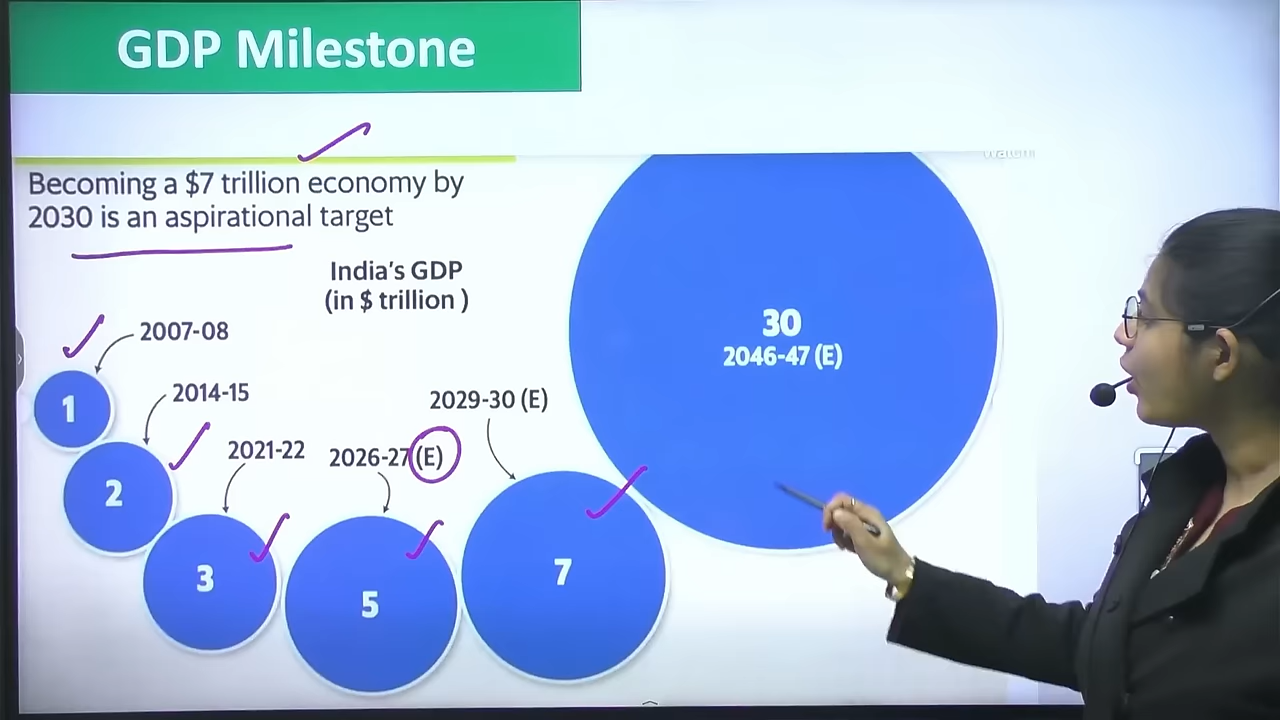 GDP Milestone
Watch
Becoming a $7 trillion economy by
2030 is an aspirational target
India's GDP
(in $ trillion )
2007-08
1
2014-15
2
2021-22
3
2026-27 (E)
5
2029-30 (E)
7
30
2046-47 (E)